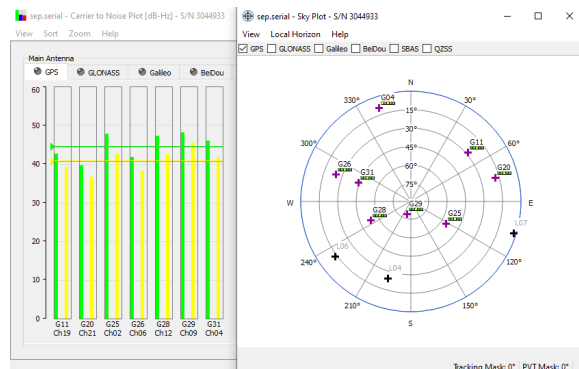 sep.serial - Carrier to Noise Plot [dB-Hz] - S/N 3044933
View Sort Zoom Help
Main Antenna
GPS GLONASS Galileo BeiDou
60
50
40
30
20
10
0
G11 G20 G25 G26 G28 G29 G31
Ch19 Ch21 Ch02 Ch06 Ch12 Ch09 Ch04
sep.serial - Sky Plot - S/N 3044933
View Local Horizon Help
GPS GLONASS Galileo BeiDou SBAS QZSS
N
330° G04 30°
15°
30°
300° 45° G11 60°
G26 60° G20
G31 75°
W G28 G29 G25 E
L07
240° L06 120°
L04
210° 150°
S
Tracking Mask: 0° PVT Mask: 0°